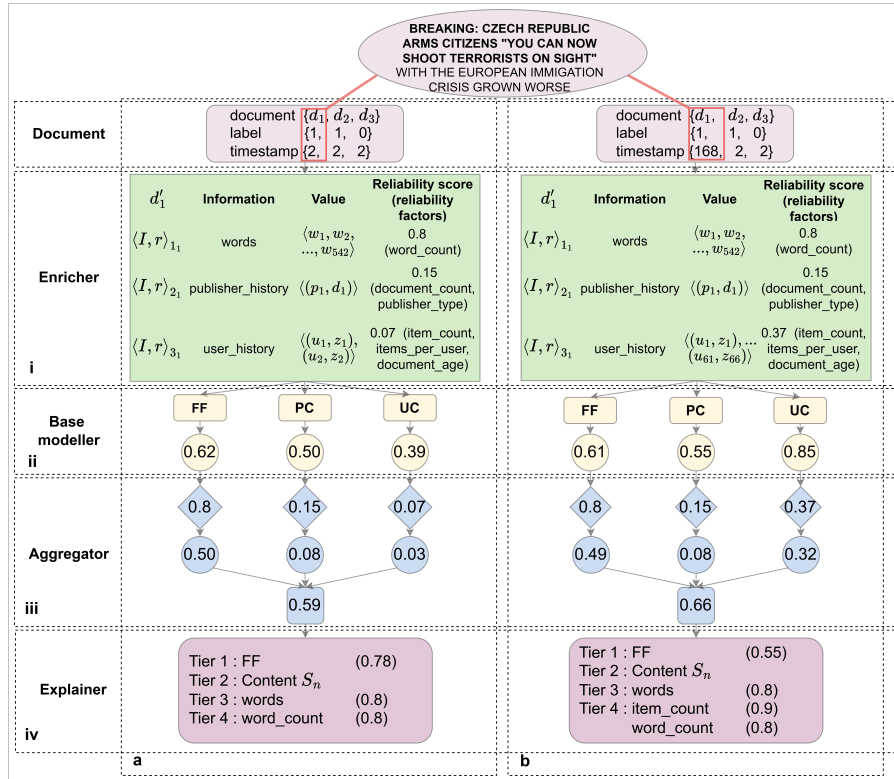 BREAKING: CZECH REPUBLIC
ARMS CITIZENS "YOU CAN NOW
SHOOT TERRORISTS ON SIGHT"
WITH THE EUROPEAN IMMIGATION
CRISIS GROWN WORSE
Document
document {d₁, d₂, d₃}
label {1, 1, 0}
timestamp {2, 2, 2}
document {d₁, d₂, d₃}
label {1, 1, 0}
timestamp {168, 2, 2}
Enricher
i
d′₁ Information Value Reliability score
(reliability
factors)
⟨I, r⟩₁₁ words ⟨w₁, w₂,
..., w₅₄₂⟩ 0.8
(word_count)
⟨I, r⟩₂₁ publisher_history ⟨(p₁, d₁)⟩ 0.15
(document_count,
publisher_type)
⟨I, r⟩₃₁ user_history ⟨(u₁, z₁),
(u₂, z₂)⟩ 0.07 (item_count,
items_per_user,
document_age)
d′₁ Information Value Reliability score
(reliability
factors)
⟨I, r⟩₁₁ words ⟨w₁, w₂,
..., w₅₄₂⟩ 0.8
(word_count)
⟨I, r⟩₂₁ publisher_history ⟨(p₁, d₁)⟩ 0.15
(document_count,
publisher_type)
⟨I, r⟩₃₁ user_history ⟨(u₁, z₁), ...
(u₆₁, z₆₆)⟩ 0.37 (item_count,
items_per_user,
document_age)
Base
modeller
ii
FF PC UC
0.62 0.50 0.39
FF PC UC
0.61 0.55 0.85
Aggregator
iii
0.8 0.15 0.07
0.50 0.08 0.03
0.59
0.8 0.15 0.37
0.49 0.08 0.32
0.66
Explainer
iv
Tier 1 : FF (0.78)
Tier 2 : Content Sₙ
Tier 3 : words (0.8)
Tier 4 : word_count (0.8)
a
Tier 1 : FF (0.55)
Tier 2 : Content Sₙ
Tier 3 : words (0.8)
Tier 4 : item_count (0.9)
word_count (0.8)
b